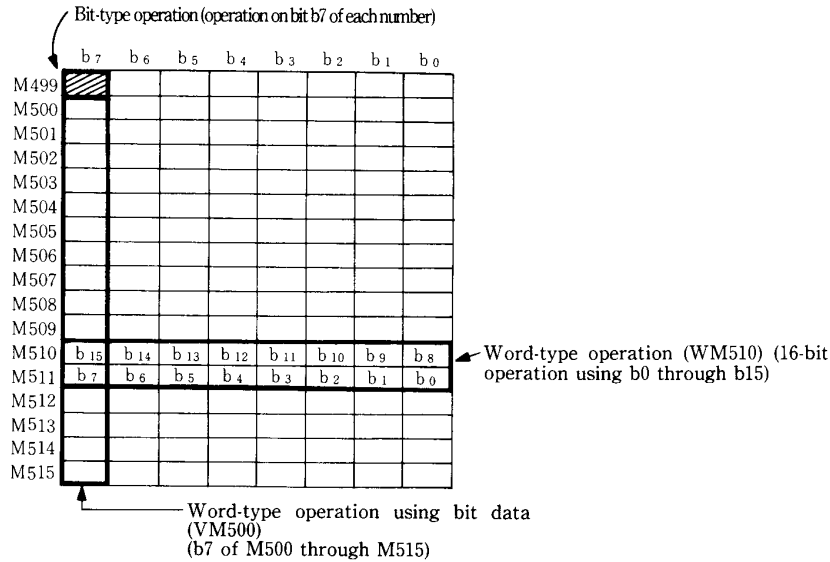 Bit-type operation (operation on bit b7 of each number)
b7 b6 b5 b4 b3 b2 b1 b0
M499
M500
M501
M502
M503
M504
M505
M506
M507
M508
M509
M510 b15 b14 b13 b12 b11 b10 b9 b8
M511 b7 b6 b5 b4 b3 b2 b1 b0
M512
M513
M514
M515
Word-type operation (WM510) (16-bit
operation using b0 through b15)
Word-type operation using bit data
(VM500)
(b7 of M500 through M515)